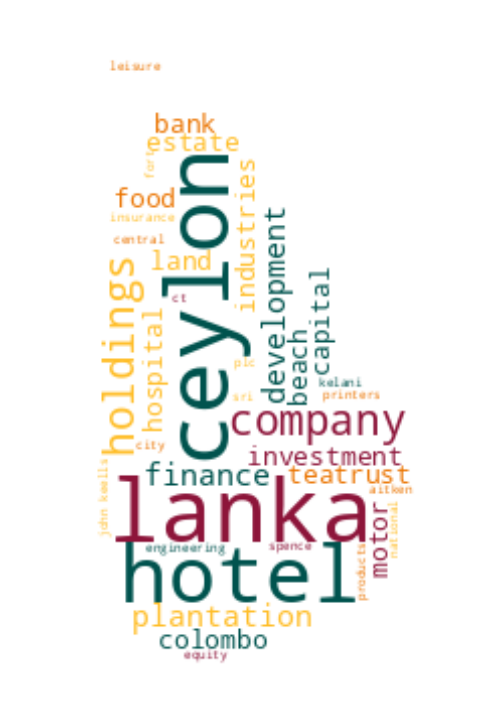 leisure
bank
estate
fort
food
insurance
central
land
ceylon
industries
development
holdings
hospital
ct
capital
beach
plc
kelani
sri
printers
company
city
investment
finance
teatrust
john keells
lanka
aitken
motor
national
engineering
spence
hotel
products
plantation
colombo
equity